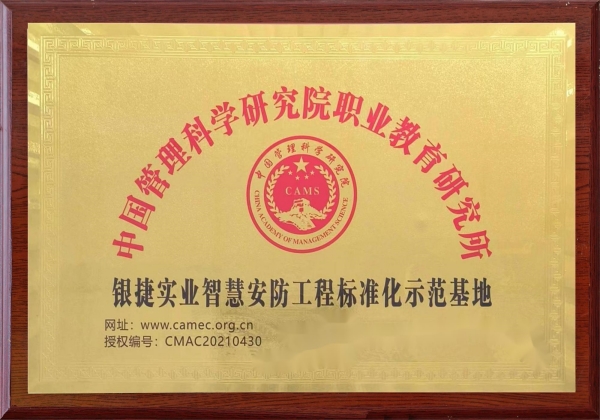 中国管理科学研究院职业教育研究所
中国管理科学研究院
CAMS
CHINA ACADEMY OF MANAGEMENT SCIENCE
银捷实业智慧安防工程标准化示范基地
网址：www.camec.org.cn
授权编号：CMAC20210430